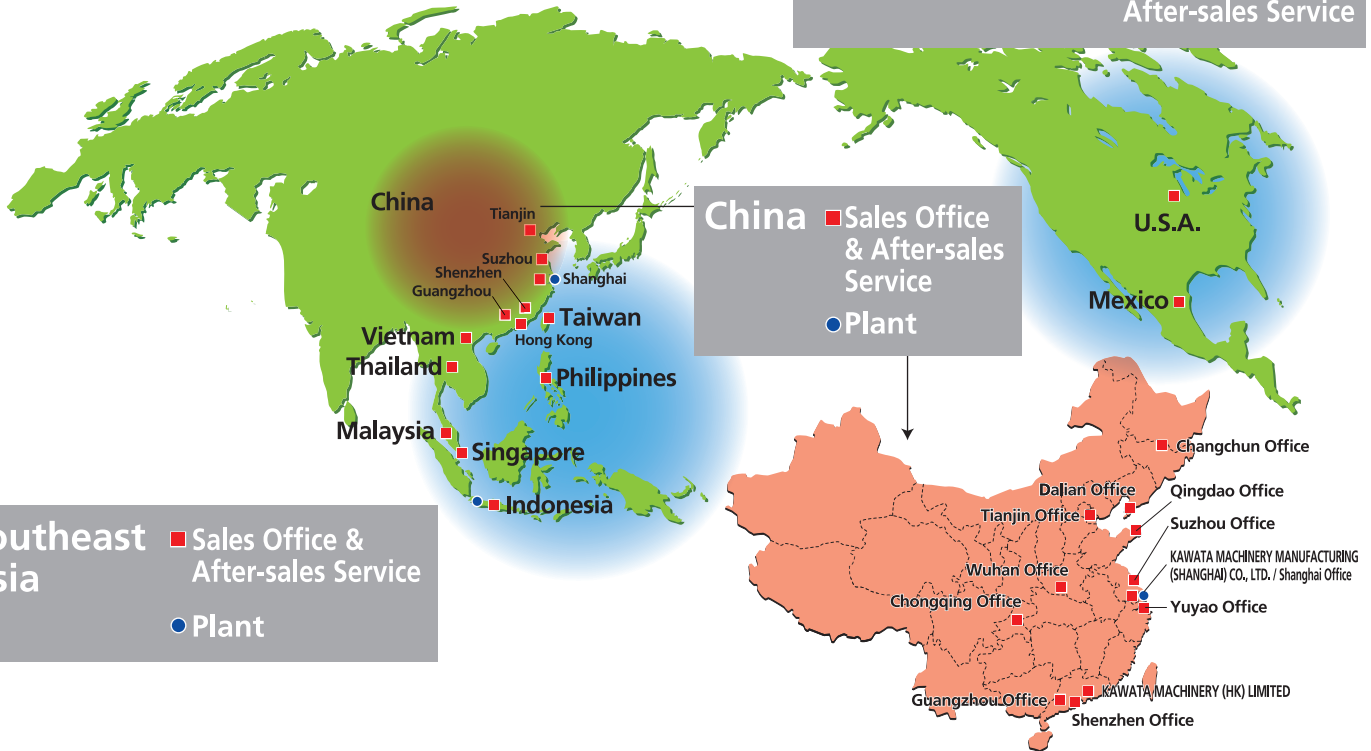 After-sales Service
China
Tianjin
Suzhou
Shenzhen
Guangzhou
Shanghai
Taiwan
Hong Kong
Vietnam
Thailand
Philippines
Malaysia
Singapore
Indonesia
China
Sales Office
& After-sales
Service
Plant
U.S.A.
Mexico
outheast
sia
Sales Office &
After-sales Service
Plant
Changchun Office
Dalian Office
Qingdao Office
Tianjin Office
Suzhou Office
KAWATA MACHINERY MANUFACTURING
(SHANGHAI) CO., LTD. / Shanghai Office
Wuhan Office
Chongqing Office
Yuyao Office
KAWATA MACHINERY (HK) LIMITED
Guangzhou Office
Shenzhen Office